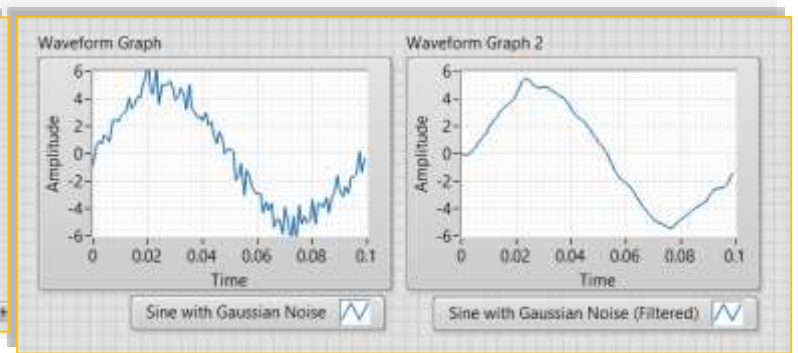 Waveform Graph
6
4
2
0
-2
-4
-6
Amplitude
0 0.02 0.04 0.06 0.08 0.1
Time
Sine with Gaussian Noise
Waveform Graph 2
6
4
2
0
-2
-4
-6
Amplitude
0 0.02 0.04 0.06 0.08 0.1
Time
Sine with Gaussian Noise (Filtered)